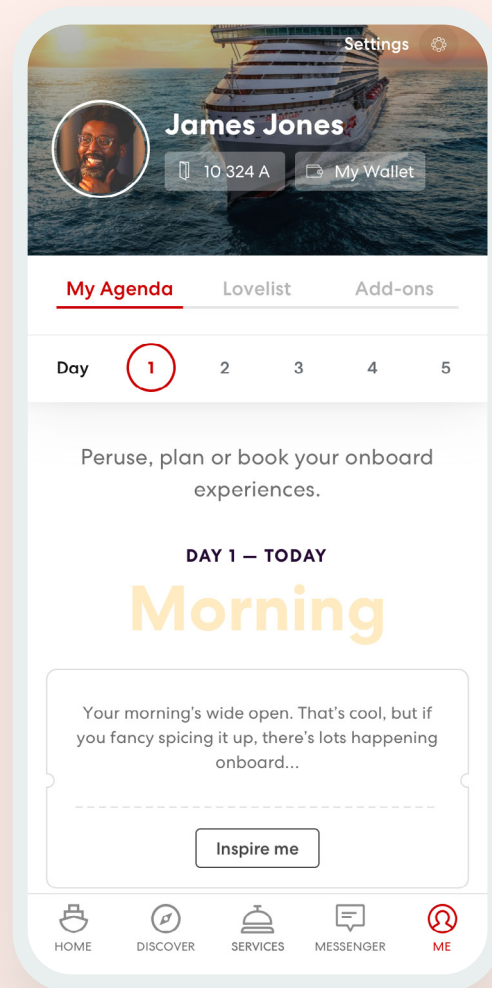 Settings
James Jones
10 324 A
My Wallet
My Agenda Lovelist Add-ons
Day 1 2 3 4 5
Peruse, plan or book your onboard
experiences.
DAY 1 — TODAY
Morning
Your morning's wide open. That's cool, but if
you fancy spicing it up, there's lots happening
onboard...
Inspire me
HOME DISCOVER SERVICES MESSENGER ME